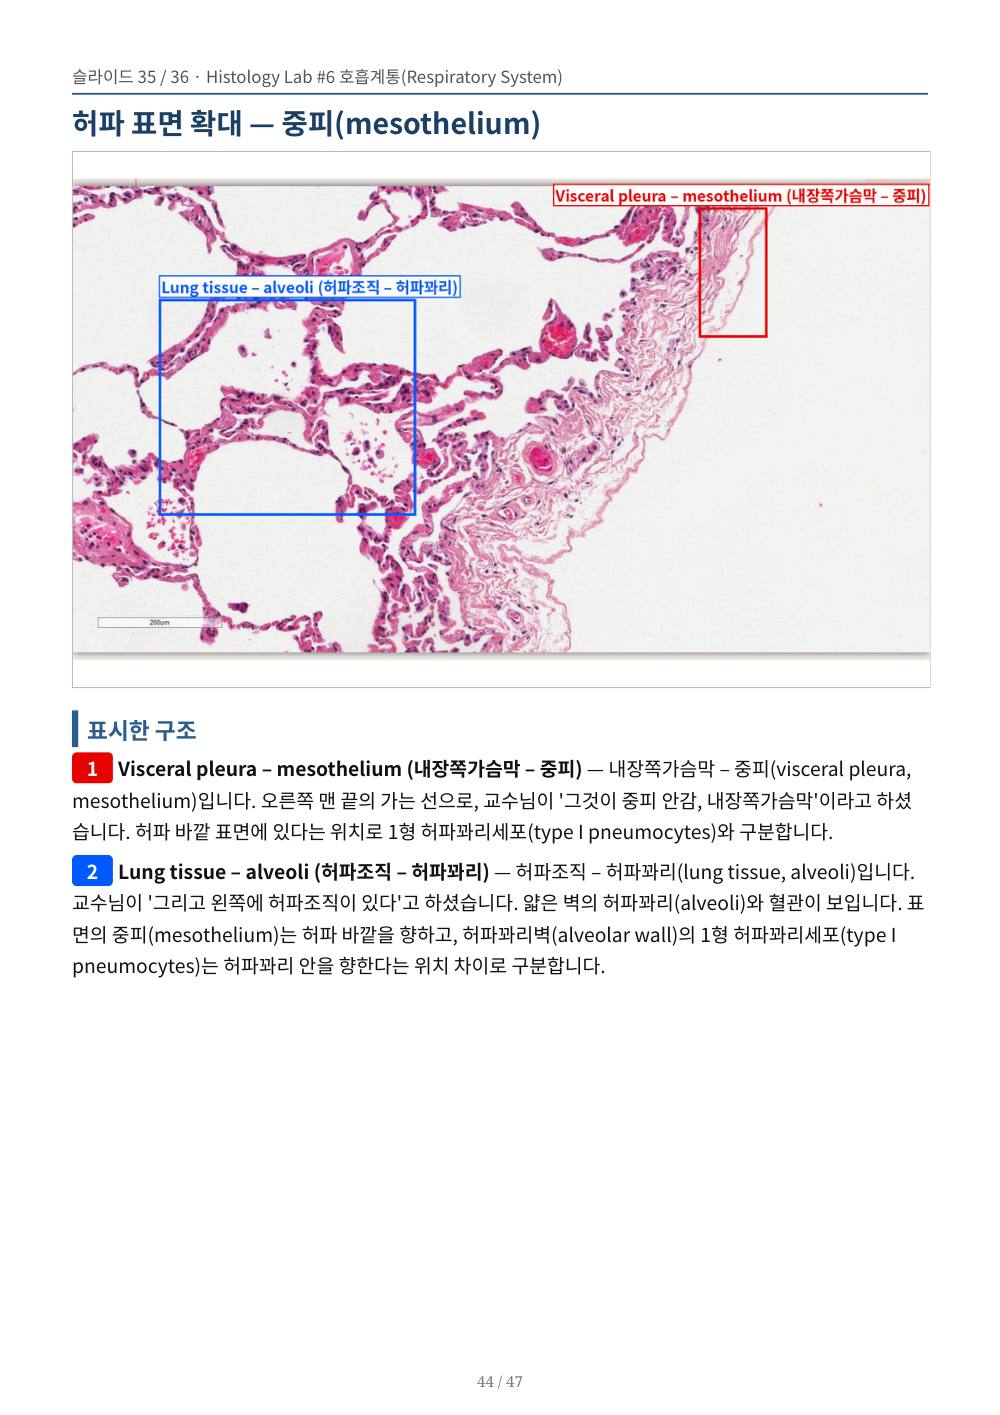 슬라이드 35 / 36 · Histology Lab #6 호흡계통(Respiratory System)
허파 표면 확대 — 중피(mesothelium)
Visceral pleura – mesothelium (내장쪽가슴막 – 중피)
Lung tissue – alveoli (허파조직 – 허파꽈리)
200um
표시한 구조
1 Visceral pleura – mesothelium (내장쪽가슴막 – 중피) — 내장쪽가슴막 – 중피(visceral pleura,
mesothelium)입니다. 오른쪽 맨 끝의 가는 선으로, 교수님이 '그것이 중피 안감, 내장쪽가슴막'이라고 하셨
습니다. 허파 바깥 표면에 있다는 위치로 1형 허파꽈리세포(type I pneumocytes)와 구분합니다.
2 Lung tissue – alveoli (허파조직 – 허파꽈리) — 허파조직 – 허파꽈리(lung tissue, alveoli)입니다.
교수님이 '그리고 왼쪽에 허파조직이 있다'고 하셨습니다. 얇은 벽의 허파꽈리(alveoli)와 혈관이 보입니다. 표
면의 중피(mesothelium)는 허파 바깥을 향하고, 허파꽈리벽(alveolar wall)의 1형 허파꽈리세포(type I
pneumocytes)는 허파꽈리 안을 향한다는 위치 차이로 구분합니다.
44 / 47